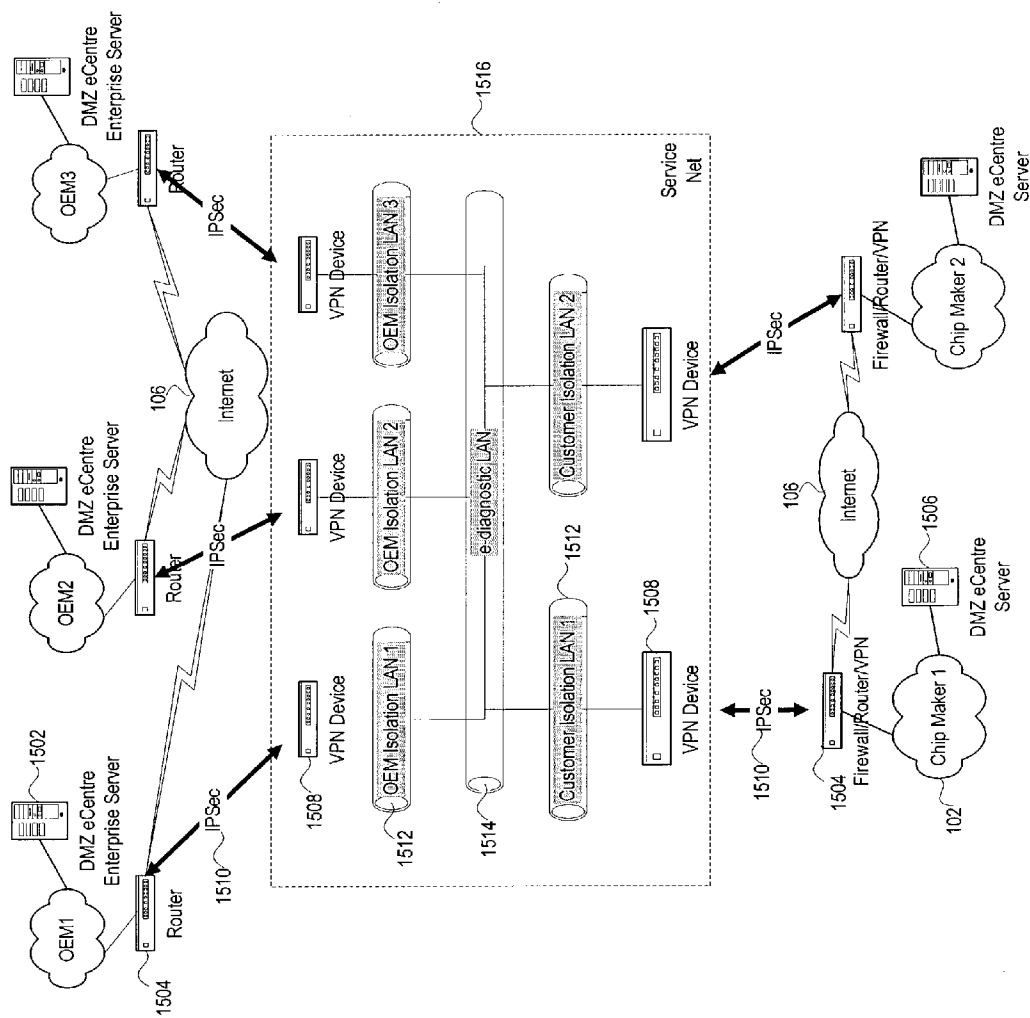 1502
DMZ eCentre
Enterprise Server
OEM1
Router
1504
DMZ eCentre
Enterprise Server
OEM2
Router
DMZ eCentre
Enterprise Server
OEM3
Router
106
Internet
IPSec
1510
IPSec
IPSec
1516
VPN Device
1508
VPN Device
VPN Device
OEM Isolation LAN 1
1512
OEM Isolation LAN 2
OEM Isolation LAN 3
e-diagnostic LAN
1514
Customer Isolation LAN 1
1512
Customer Isolation LAN 2
1508
VPN Device
VPN Device
Service
Net
IPSec
1510
IPSec
1504
Firewall/Router/VPN
106
Internet
Firewall/Router/VPN
Chip Maker 1
102
1506
DMZ eCentre
Server
Chip Maker 2
DMZ eCentre
Server